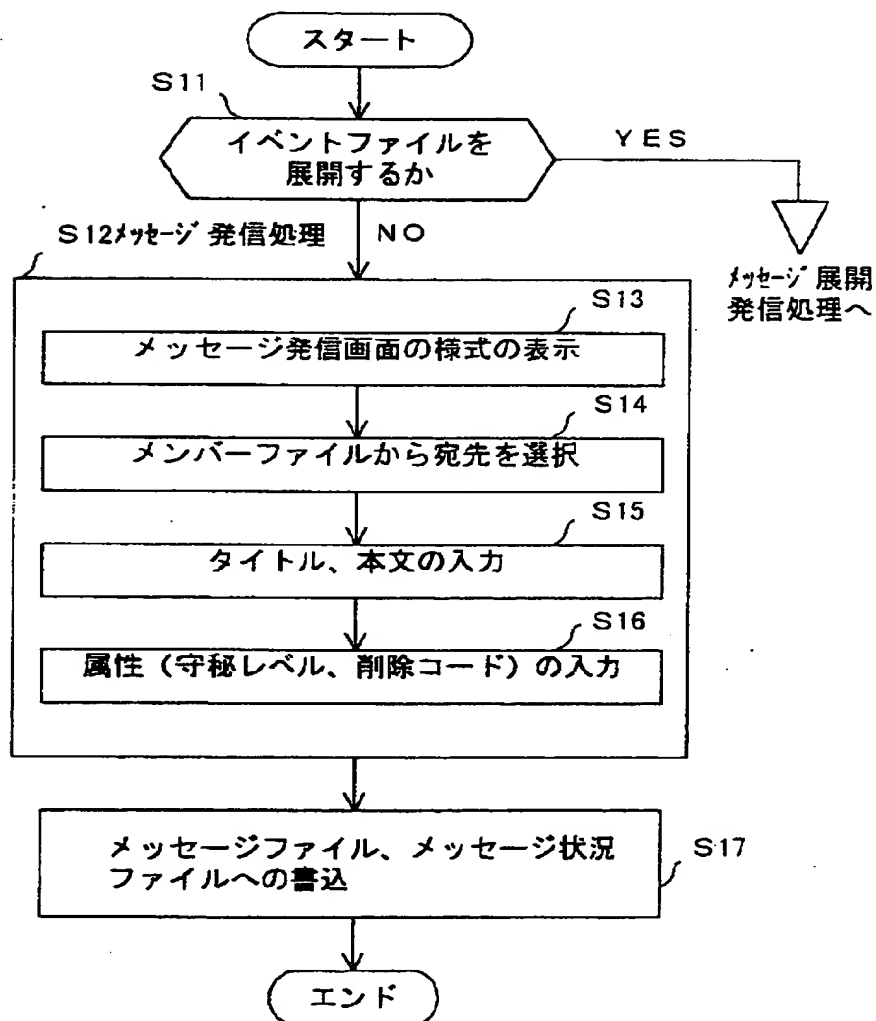 スタート
S11
イベントファイルを
展開するか
YES
S12メッセージ発信処理
NO
メッセージ展開
発信処理へ
S13
メッセージ発信画面の様式の表示
S14
メンバーファイルから宛先を選択
S15
タイトル、本文の入力
S16
属性（守秘レベル、削除コード）の入力
メッセージファイル、メッセージ状況
ファイルへの書込
S17
エンド